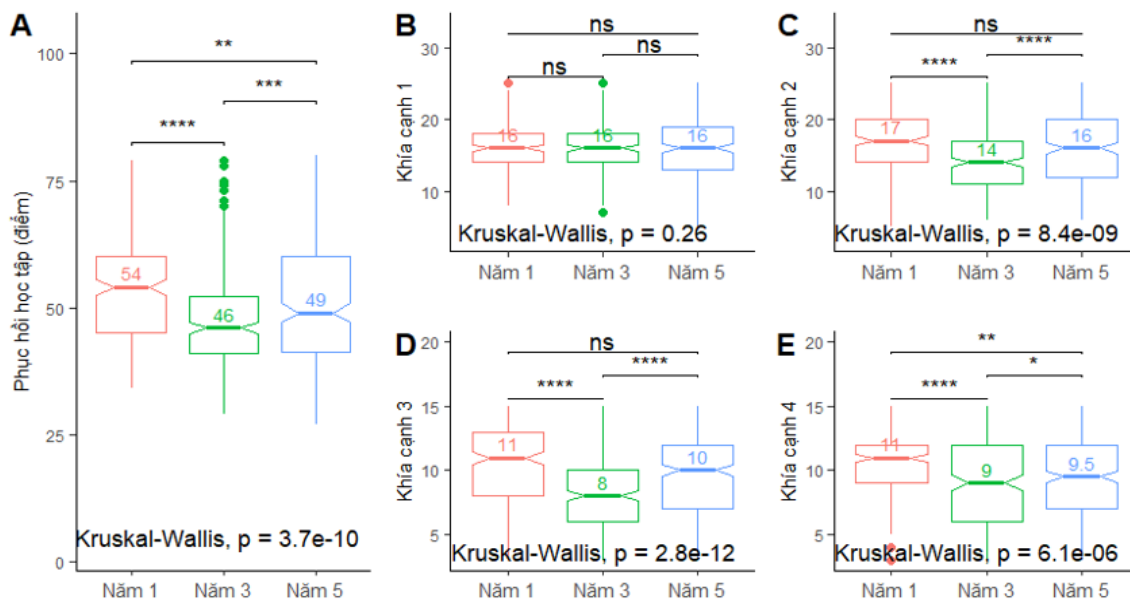 A
Phục hồi học tập (điểm)
100
75
50
25
0
**
***
****
54
46
49
Kruskal-Wallis, p = 3.7e-10
Năm 1
Năm 3
Năm 5
B
Khía cạnh 1
30
20
10
ns
ns
ns
16
16
16
Kruskal-Wallis, p = 0.26
Năm 1
Năm 3
Năm 5
C
Khía cạnh 2
30
20
10
ns
****
****
17
14
16
Kruskal-Wallis, p = 8.4e-09
Năm 1
Năm 3
Năm 5
D
Khía cạnh 3
20
15
10
5
ns
****
****
11
8
10
Kruskal-Wallis, p = 2.8e-12
Năm 1
Năm 3
Năm 5
E
Khía cạnh 4
20
15
10
5
**
*
****
11
9
9.5
Kruskal-Wallis, p = 6.1e-06
Năm 1
Năm 3
Năm 5